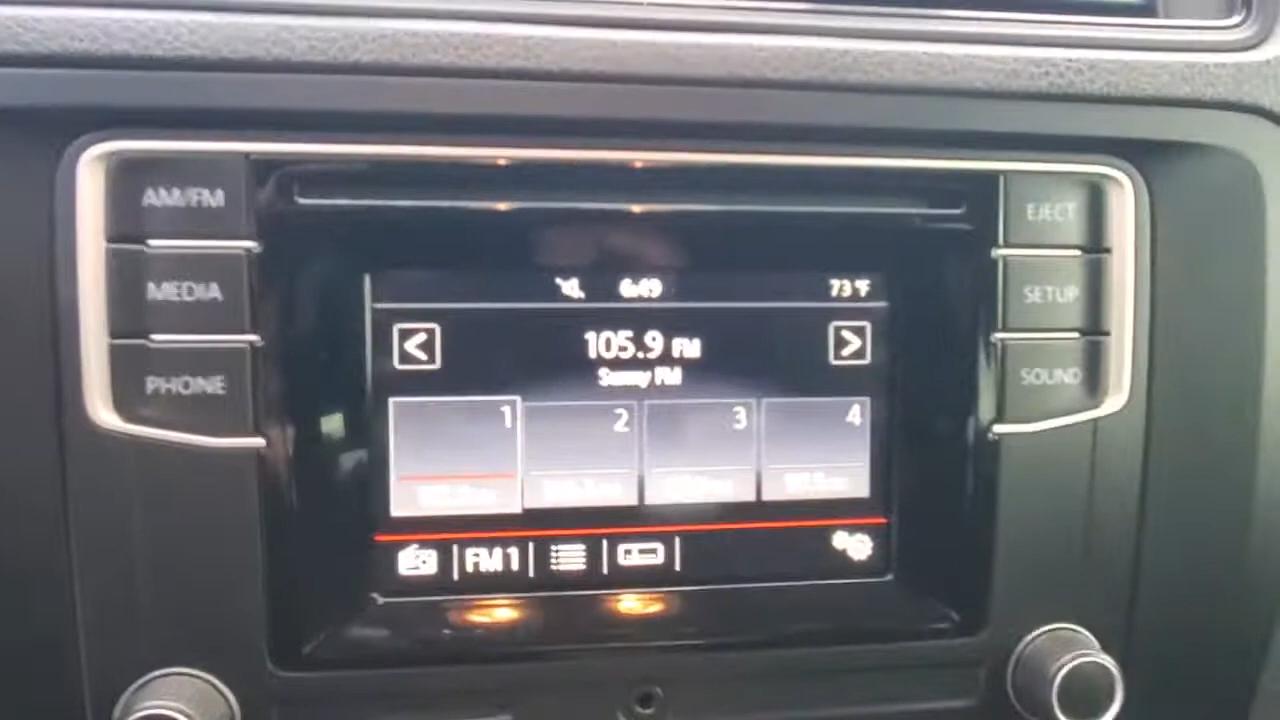 AM/FM
MEDIA
PHONE
EJECT
SETUP
SOUND
6:49 73°F
< 105.9 FM >
Sunny FM
1 2 3 4
FM1